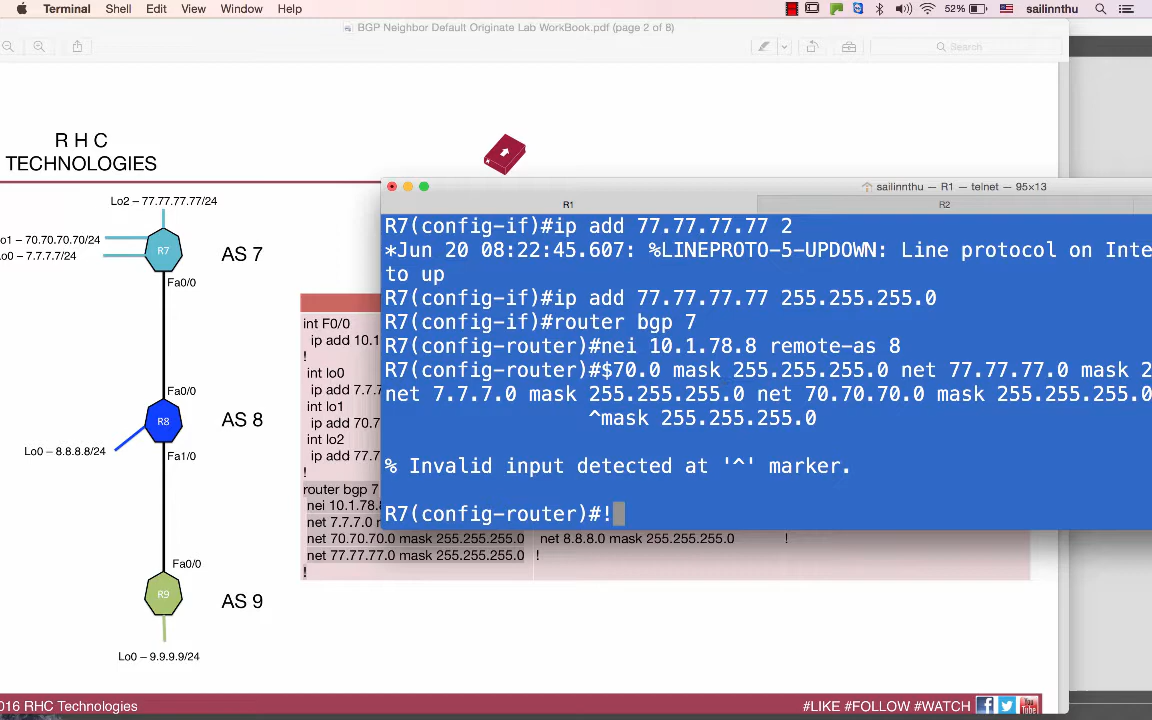 Terminal Shell Edit View Window Help 52% sailinnthu
BGP Neighbor Default Originate Lab WorkBook.pdf (page 2 of 8)
Search
R H C
TECHNOLOGIES
Lo2 – 77.77.77.77/24
o1 – 70.70.70.70/24
o0 – 7.7.7.7/24
R7
AS 7
Fa0/0
Fa0/0
R8
AS 8
Lo0 – 8.8.8.8/24
Fa1/0
Fa0/0
R9
AS 9
Lo0 – 9.9.9.9/24
sailinnthu — R1 — telnet — 95×13
R1
R2
R7(config-if)#ip add 77.77.77.77 2
*Jun 20 08:22:45.607: %LINEPROTO-5-UPDOWN: Line protocol on Inte
to up
R7(config-if)#ip add 77.77.77.77 255.255.255.0
R7(config-if)#router bgp 7
R7(config-router)#nei 10.1.78.8 remote-as 8
R7(config-router)#$70.0 mask 255.255.255.0 net 77.77.77.0 mask 2
net 7.7.7.0 mask 255.255.255.0 net 70.70.70.0 mask 255.255.255.0
^mask 255.255.255.0
% Invalid input detected at '^' marker.
R7(config-router)#!
int F0/0
ip add 10.1
!
int lo0
ip add 7.7.7
int lo1
ip add 70.7
int lo2
ip add 77.7
!
router bgp 7
nei 10.1.78.8
net 7.7.7.0 m
net 70.70.70.0 mask 255.255.255.0 net 8.8.8.0 mask 255.255.255.0 !
net 77.77.77.0 mask 255.255.255.0 !
!
016 RHC Technologies #LIKE #FOLLOW #WATCH